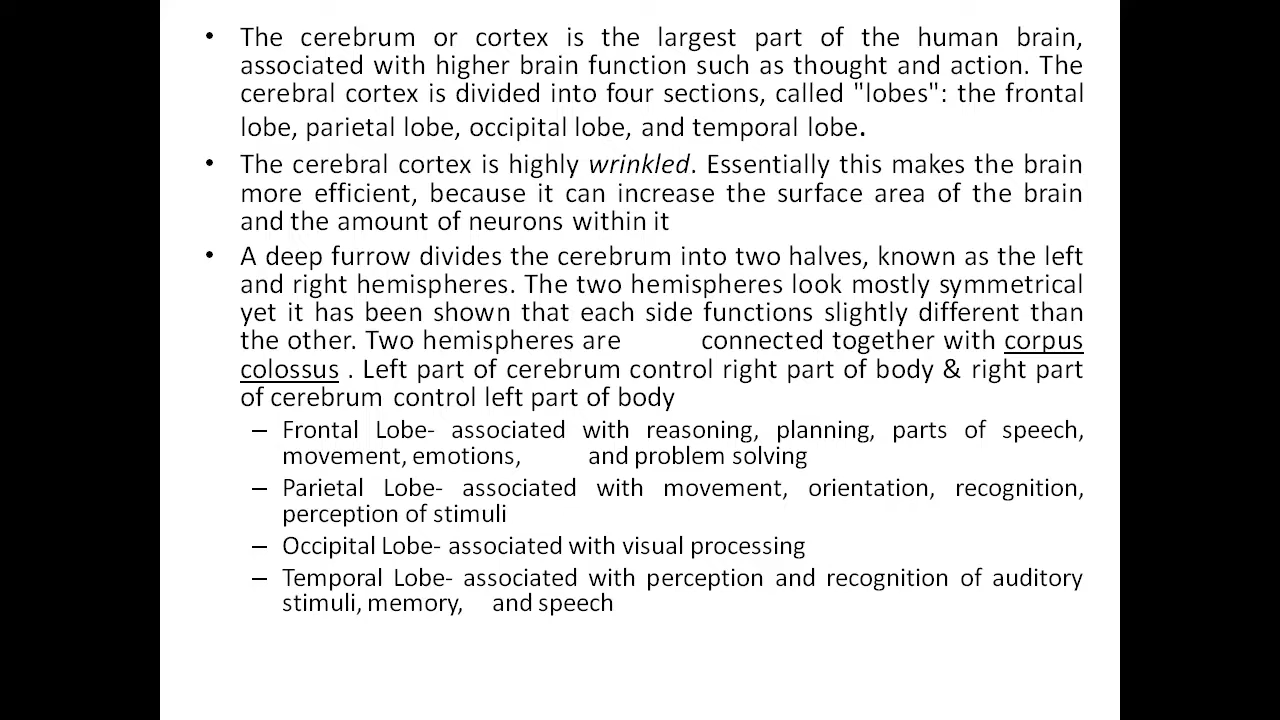 • The cerebrum or cortex is the largest part of the human brain,
associated with higher brain function such as thought and action. The
cerebral cortex is divided into four sections, called "lobes": the frontal
lobe, parietal lobe, occipital lobe, and temporal lobe.
• The cerebral cortex is highly wrinkled. Essentially this makes the brain
more efficient, because it can increase the surface area of the brain
and the amount of neurons within it
• A deep furrow divides the cerebrum into two halves, known as the left
and right hemispheres. The two hemispheres look mostly symmetrical
yet it has been shown that each side functions slightly different than
the other. Two hemispheres are connected together with corpus
colossus . Left part of cerebrum control right part of body & right part
of cerebrum control left part of body
– Frontal Lobe- associated with reasoning, planning, parts of speech,
movement, emotions, and problem solving
– Parietal Lobe- associated with movement, orientation, recognition,
perception of stimuli
– Occipital Lobe- associated with visual processing
– Temporal Lobe- associated with perception and recognition of auditory
stimuli, memory, and speech